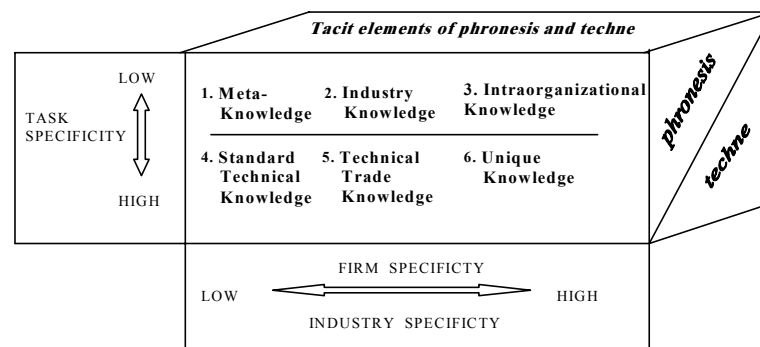 Tacit elements of phronesis and techne
LOW
TASK
SPECIFICITY
HIGH
1. Meta-
Knowledge
2. Industry
Knowledge
3. Intraorganizational
Knowledge
4. Standard
Technical
Knowledge
5. Technical
Trade
Knowledge
6. Unique
Knowledge
phronesis
techne
FIRM SPECIFICTY
LOW
HIGH
INDUSTRY SPECIFICTY